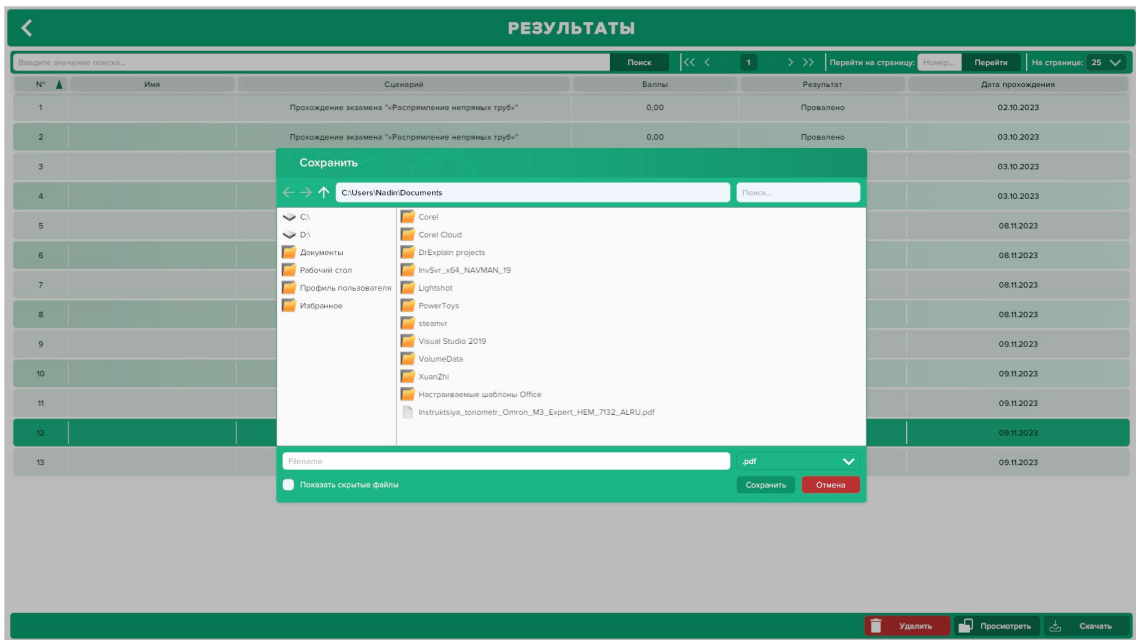 РЕЗУЛЬТАТЫ
Введите значение поиска... Поиск << < 1 > >> Перейти на страницу: Номер... Перейти На странице: 25
N° Имя Сценарий Баллы Результат Дата прохождения
1 Прохождение экзамена "«Распрямление непрямых труб»" 0,00 Провалено 02.10.2023
2 Прохождение экзамена "«Распрямление непрямых труб»" 0,00 Провалено 03.10.2023
3 03.10.2023
4 03.10.2023
5 08.11.2023
6 08.11.2023
7 08.11.2023
8 08.11.2023
9 09.11.2023
10 09.11.2023
11 09.11.2023
12 09.11.2023
13 09.11.2023
Сохранить
C:\Users\Nadin\Documents Поиск...
C:\
D:\
Документы
Рабочий стол
Профиль пользователя
Избранное
Corel
Corel Cloud
DrExplain projects
InvSvr_x64_NAVMAN_19
Lightshot
PowerToys
steamvr
Visual Studio 2019
VolumeData
XuanZhi
Настраиваемые шаблоны Office
Instruktsiya_tonometr_Omron_M3_Expert_HEM_7132_ALRU.pdf
Filename .pdf
Показать скрытые файлы Сохранить Отмена
Удалить Просмотреть Скачать